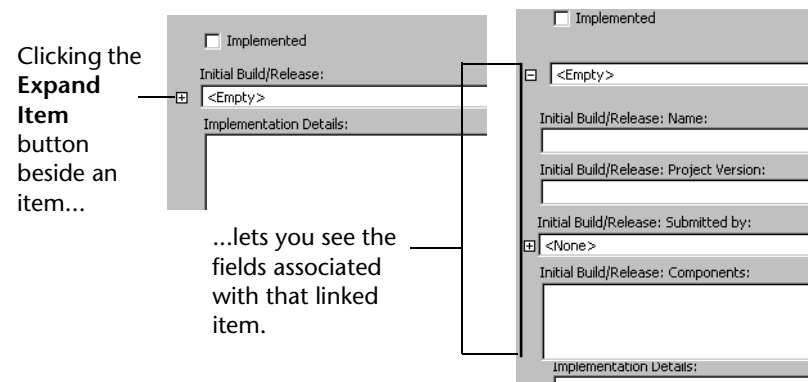 Clicking the
Expand
Item
button
beside an
item...
Implemented
Initial Build/Release:
<Empty>
Implementation Details:
...lets you see the
fields associated
with that linked
item.
Implemented
<Empty>
Initial Build/Release: Name:
Initial Build/Release: Project Version:
Initial Build/Release: Submitted by:
<None>
Initial Build/Release: Components:
Implementation Details: